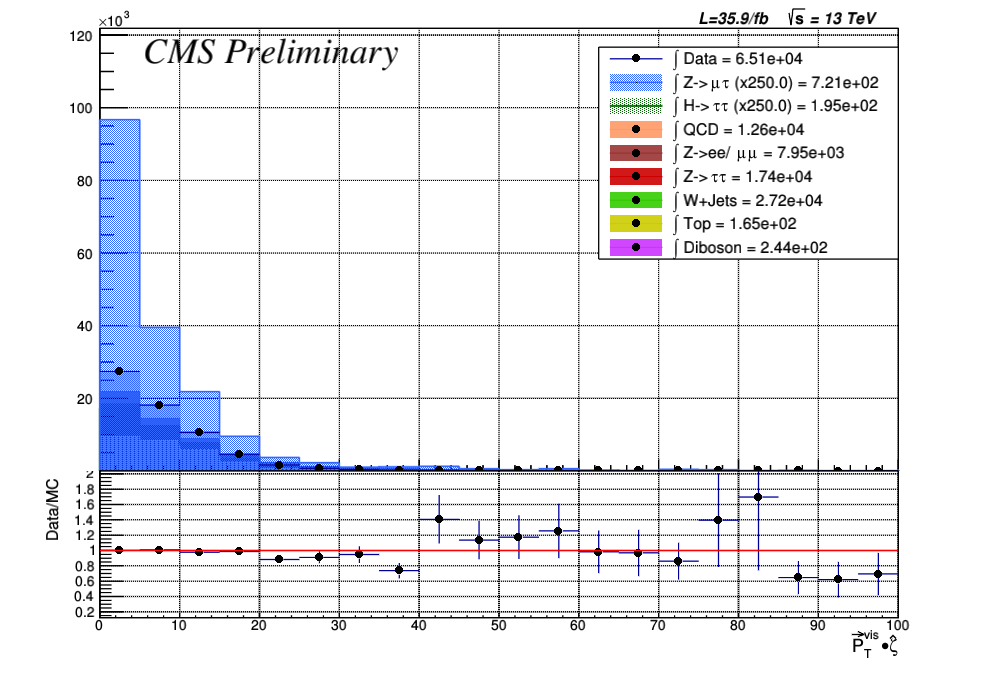 ×10³
L=35.9/fb √s = 13 TeV
CMS Preliminary
120
100
80
60
40
20
∫ Data = 6.51e+04
∫ Z-> μτ (x250.0) = 7.21e+02
∫ H-> ττ (x250.0) = 1.95e+02
∫ QCD = 1.26e+04
∫ Z->ee/ μμ = 7.95e+03
∫ Z-> ττ = 1.74e+04
∫ W+Jets = 2.72e+04
∫ Top = 1.65e+02
∫ Diboson = 2.44e+02
Data/MC
2
1.8
1.6
1.4
1.2
1
0.8
0.6
0.4
0.2
0 10 20 30 40 50 60 70 80 90 100
P⃗_T^vis •ζ̂